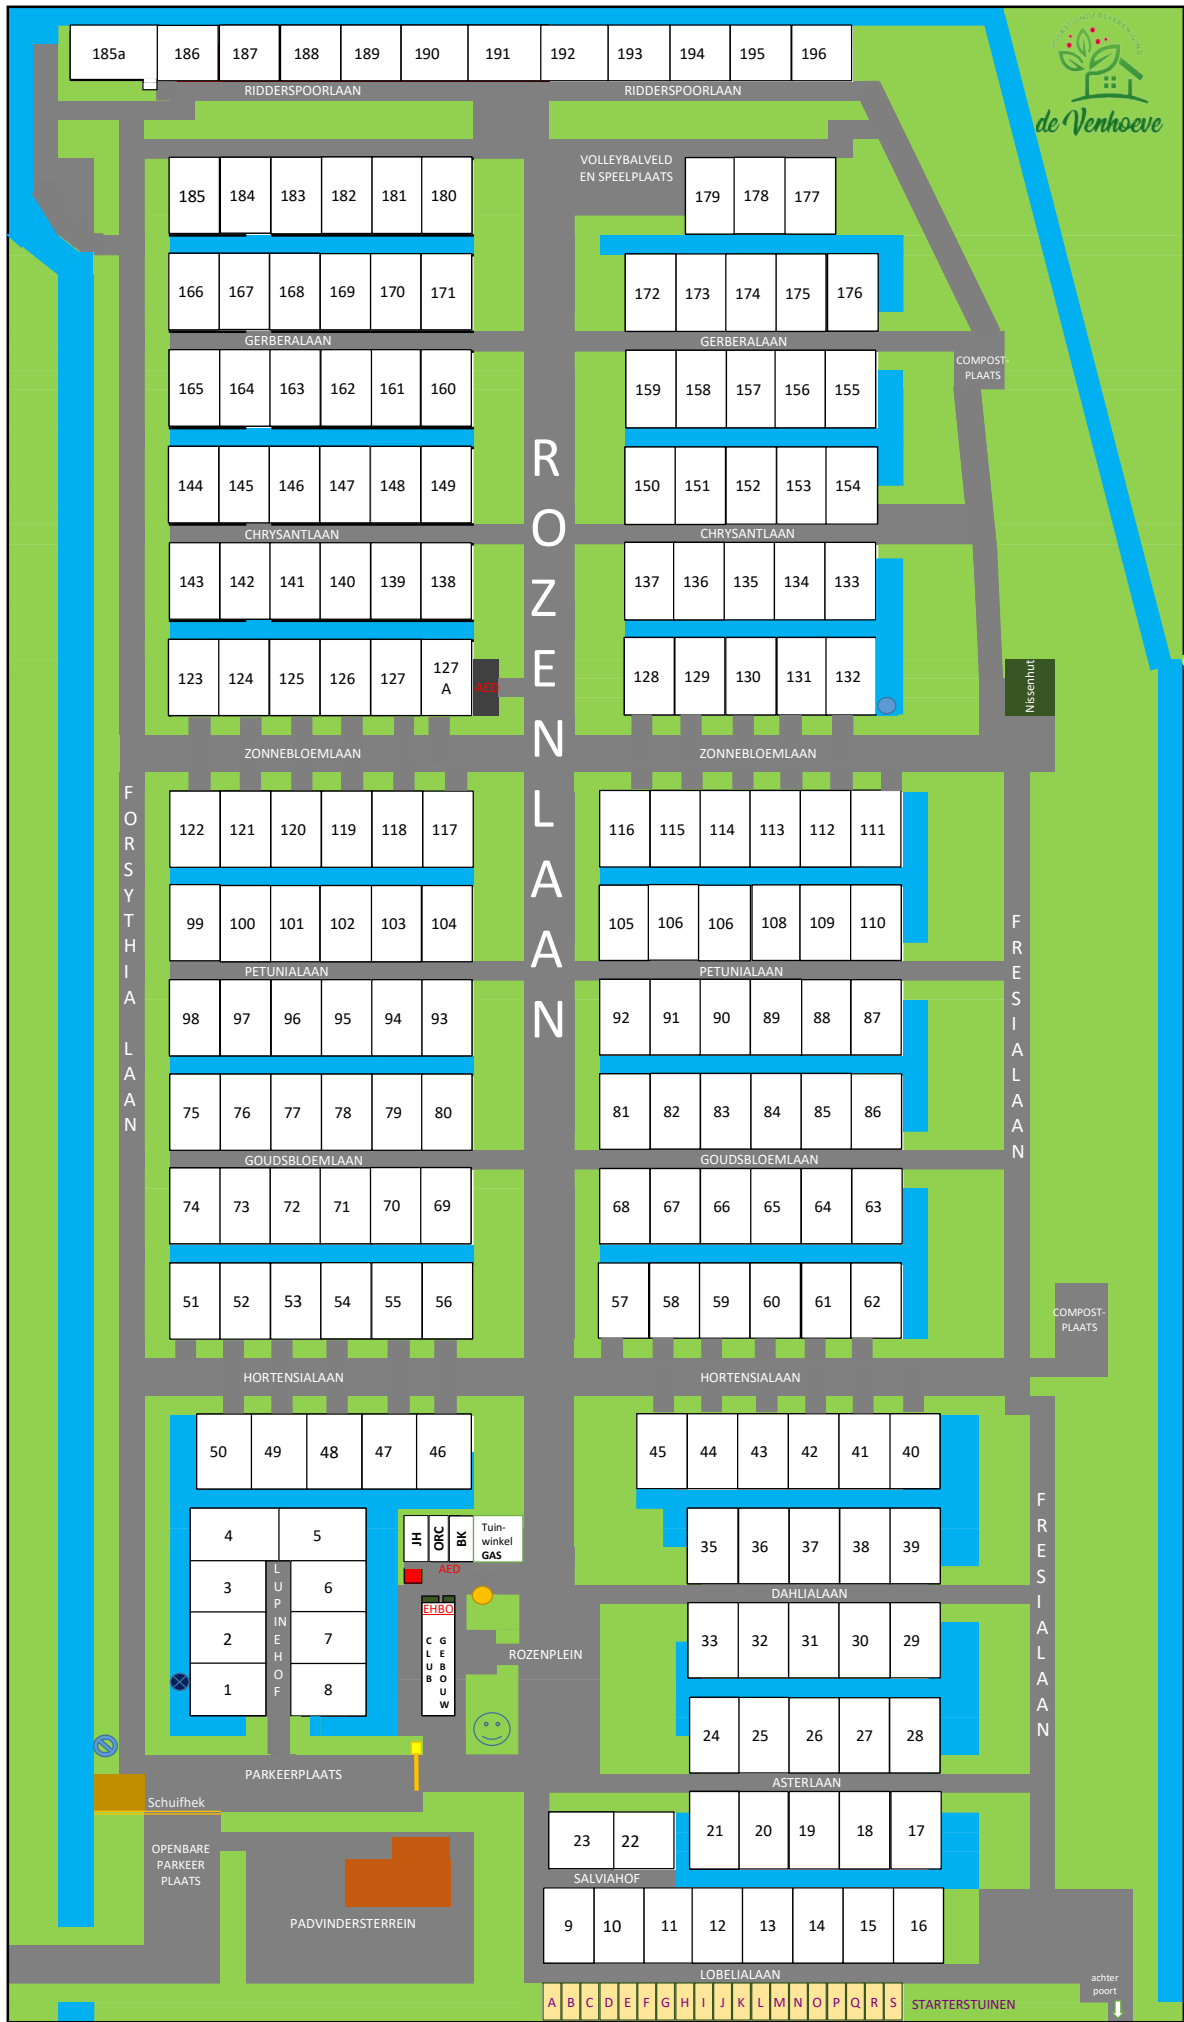 185a 186 187 188 189 190 191 192 193 194 195 196
RIDDERSPOORLAAN RIDDERSPOORLAAN
de Venhoeve
VOLLEYBALVELD
EN SPEELPLAATS
185 184 183 182 181 180 179 178 177
166 167 168 169 170 171 172 173 174 175 176
GERBERALAAN GERBERALAAN
COMPOST-
PLAATS
165 164 163 162 161 160 159 158 157 156 155
144 145 146 147 148 149 150 151 152 153 154
CHRYSANTLAAN CHRYSANTLAAN
143 142 141 140 139 138 137 136 135 134 133
123 124 125 126 127 127 A AED 128 129 130 131 132
Nissenhut
ROZENLAAN
ZONNEBLOEMLAAN ZONNEBLOEMLAAN
FORSYTHIA LAAN
122 121 120 119 118 117 116 115 114 113 112 111
99 100 101 102 103 104 105 106 106 108 109 110
FRESIALAAN
PETUNIALAAN PETUNIALAAN
98 97 96 95 94 93 92 91 90 89 88 87
75 76 77 78 79 80 81 82 83 84 85 86
GOUDSBLOEMLAAN GOUDSBLOEMLAAN
74 73 72 71 70 69 68 67 66 65 64 63
51 52 53 54 55 56 57 58 59 60 61 62
COMPOST-
PLAATS
HORTENSIALAAN HORTENSIALAAN
50 49 48 47 46 45 44 43 42 41 40
4 5
JH ORC BK
Tuin-
winkel
GAS
35 36 37 38 39
FRESIALAAN
AED
3 6
LUPINEHOF
DAHLIALAAN
EHBO
CLUB
GEBOUW
2 7
33 32 31 30 29
ROZENPLEIN
1 8
24 25 26 27 28
PARKEERPLAATS
ASTERLAAN
Schuifhek
23 22 21 20 19 18 17
OPENBARE
PARKEER
PLAATS
SALVIAHOF
PADVINDERSTERREIN
9 10 11 12 13 14 15 16
LOBELIALAAN
achter
poort
A B C D E F G H I J K L M N O P Q R S STARTERSTUINEN